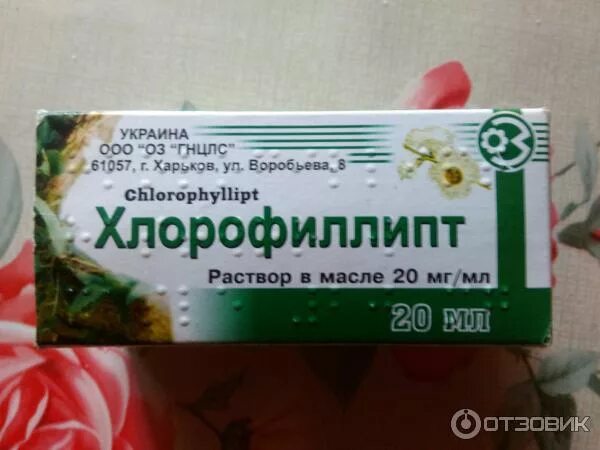 УКРАИНА
ООО "ОЗ "ГНЦЛС"
61057, г. Харьков, ул. Воробьева, 8
Chlorophyllipt
Хлорофиллипт
Раствор в масле 20 мг/мл
20 МЛ
ОТЗОВИК